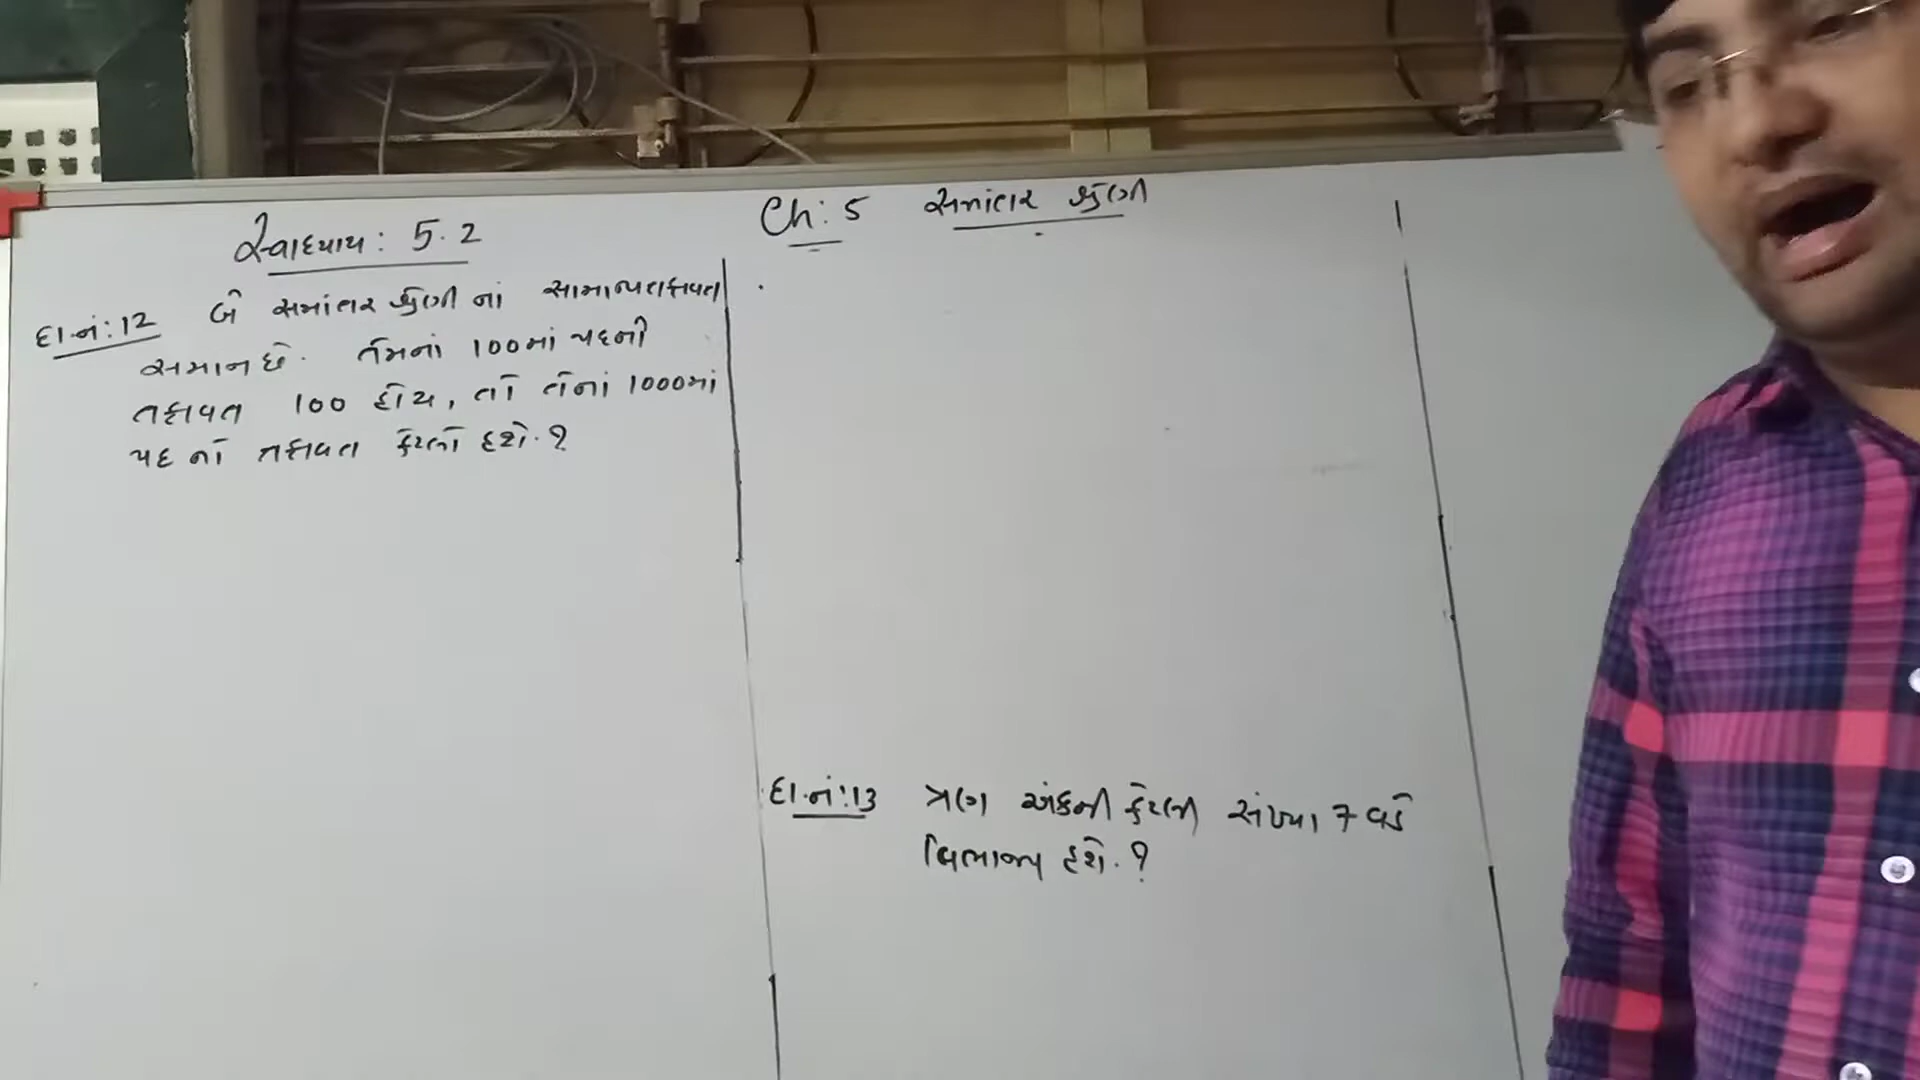 Ch: 5 સમાંતર શ્રેણી
સ્વાધ્યાય: 5.2
દા.નં:12 બે સમાંતર શ્રેણી નાં સામાન્ય તફાવત
સમાન છે. તેમનાં 100માં પદની
તફાવત 100 હોય, તો તેનાં 1000માં
પદ નો તફાવત કેટલો હશે.?
દા.નં:13 ત્રણ અંકની કેટલી સંખ્યા 7 વડે
વિભાજ્ય હશે.?